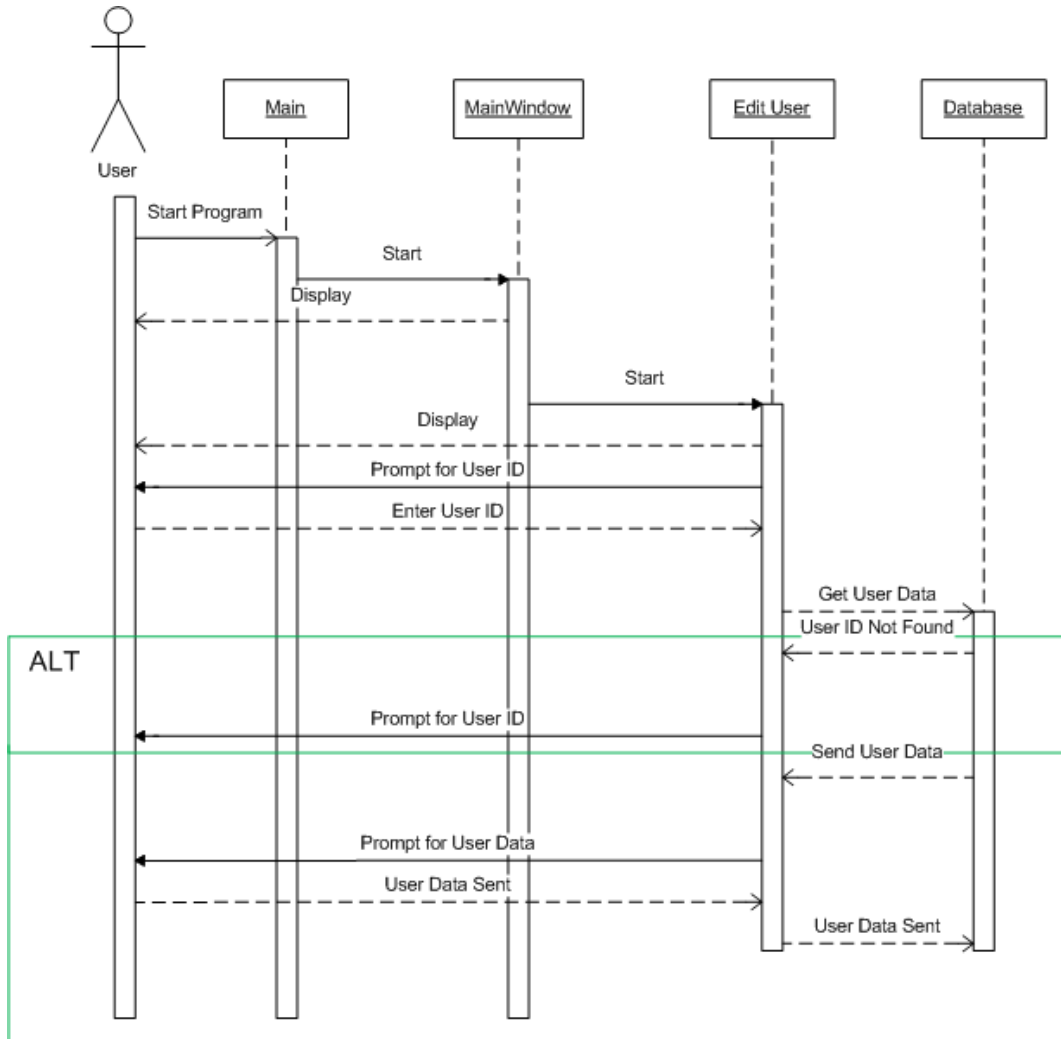 Main
MainWindow
Edit User
Database
User
Start Program
Start
Display
Start
Display
Prompt for User ID
Enter User ID
Get User Data
User ID Not Found
ALT
Prompt for User ID
Send User Data
Prompt for User Data
User Data Sent
User Data Sent